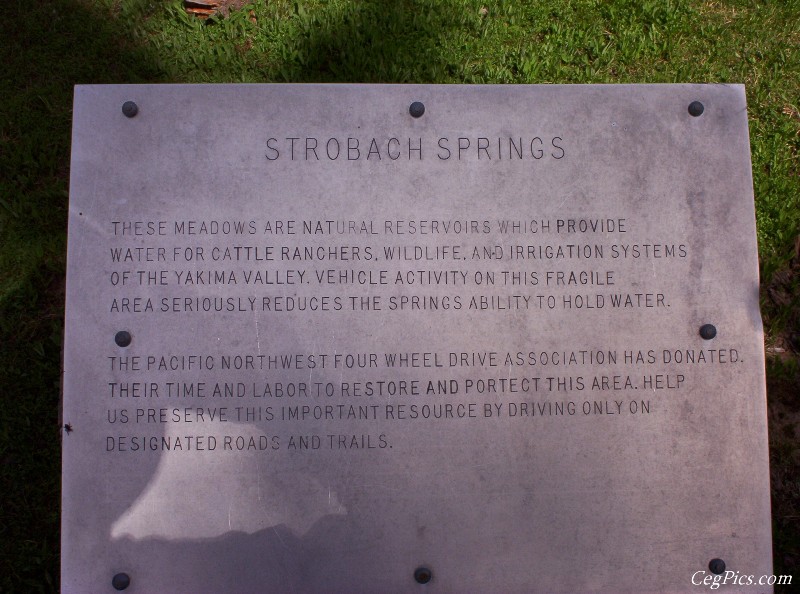 STROBACH SPRINGS
THESE MEADOWS ARE NATURAL RESERVOIRS WHICH PROVIDE
WATER FOR CATTLE RANCHERS, WILDLIFE, AND IRRIGATION SYSTEMS
OF THE YAKIMA VALLEY. VEHICLE ACTIVITY ON THIS FRAGILE
AREA SERIOUSLY REDUCES THE SPRINGS ABILITY TO HOLD WATER.
THE PACIFIC NORTHWEST FOUR WHEEL DRIVE ASSOCIATION HAS DONATED.
THEIR TIME AND LABOR TO RESTORE AND PORTECT THIS AREA. HELP
US PRESERVE THIS IMPORTANT RESOURCE BY DRIVING ONLY ON
DESIGNATED ROADS AND TRAILS.
CegPics.com